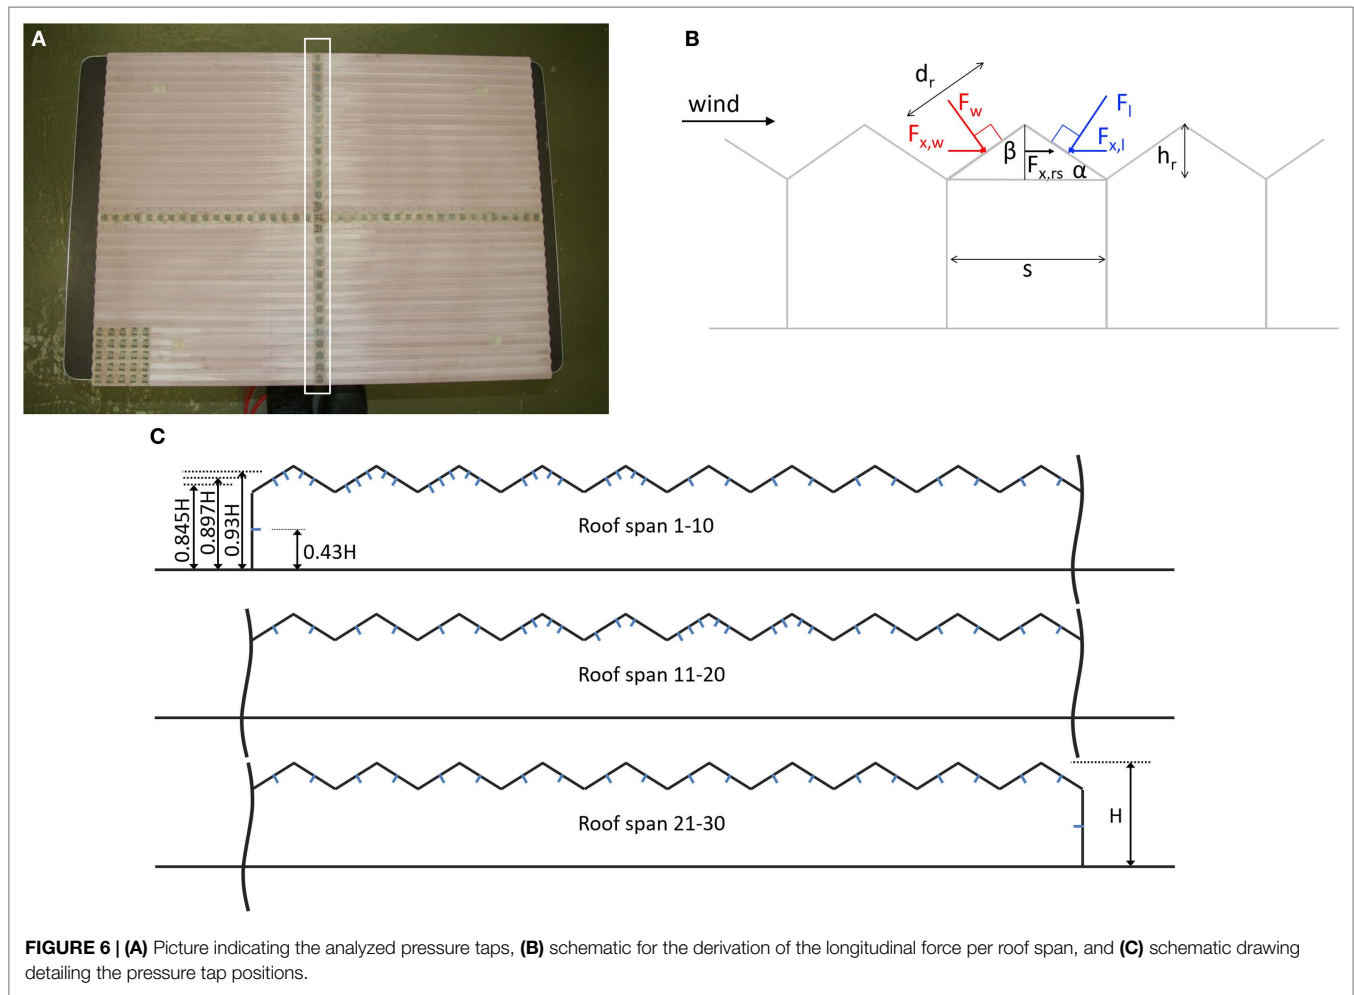 A
B
wind
d_r
F_w
F_l
F_x,w
F_x,l
β
F_x,rs
α
h_r
s
C
0.845H
0.897H
0.93H
0.43H
Roof span 1-10
Roof span 11-20
Roof span 21-30
H
FIGURE 6 | (A) Picture indicating the analyzed pressure taps, (B) schematic for the derivation of the longitudinal force per roof span, and (C) schematic drawing
detailing the pressure tap positions.